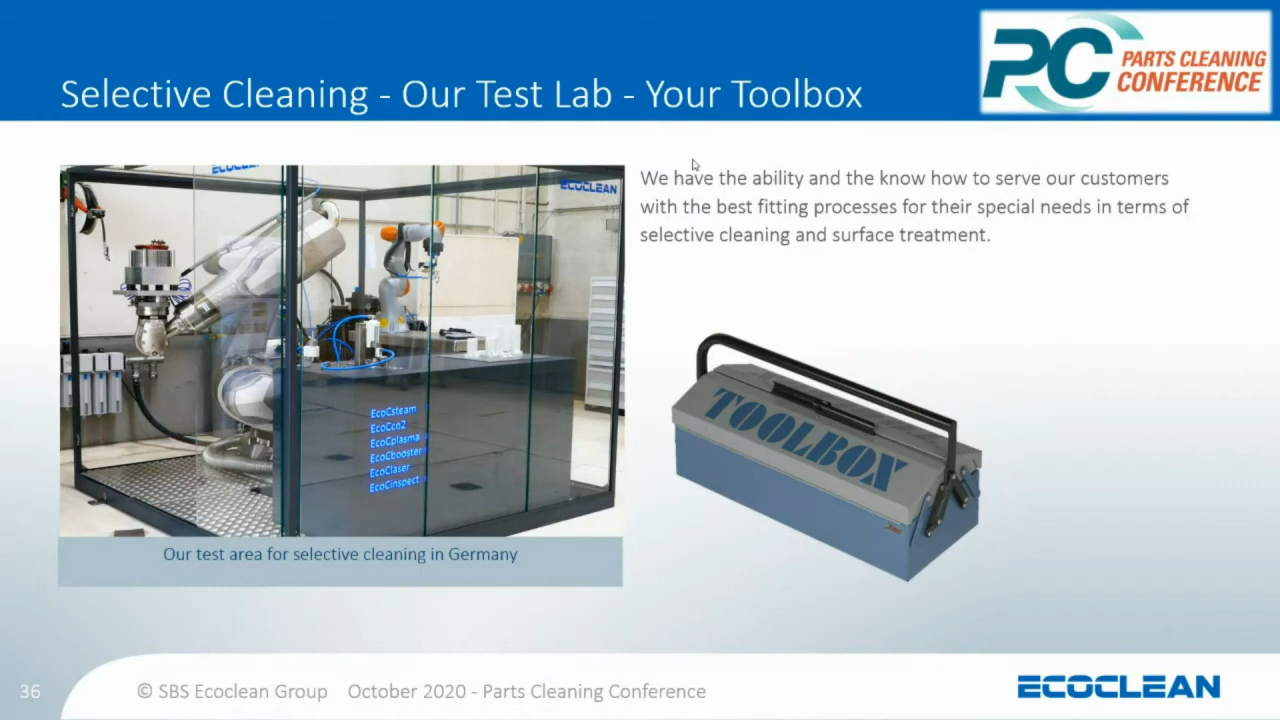 Selective Cleaning - Our Test Lab - Your Toolbox
PC PARTS CLEANING
CONFERENCE
ECOCLEAN
We have the ability and the know how to serve our customers
with the best fitting processes for their special needs in terms of
selective cleaning and surface treatment.
EcoCsteam
EcoCco2
EcoCplasma
EcoCbooster
EcoClaser
EcoCinspect
TOOLBOX
Our test area for selective cleaning in Germany
36
© SBS Ecoclean Group October 2020 - Parts Cleaning Conference
ECOCLEAN